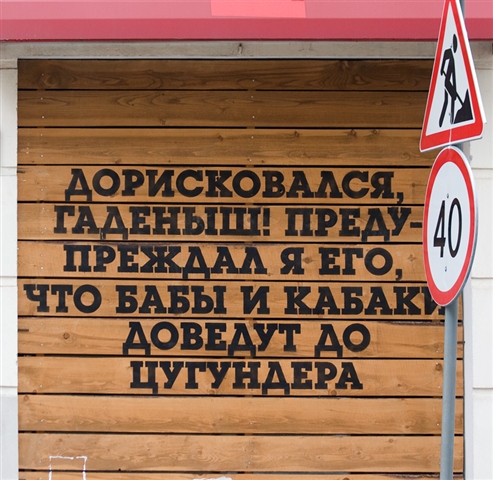 ДОРИСКОВАЛСЯ,
ГАДЕНЫШ! ПРЕДУ-
ПРЕЖДАЛ Я ЕГО,
ЧТО БАБЫ И КАБАКИ
ДОВЕДУТ ДО
ЦУГУНДЕРА
40